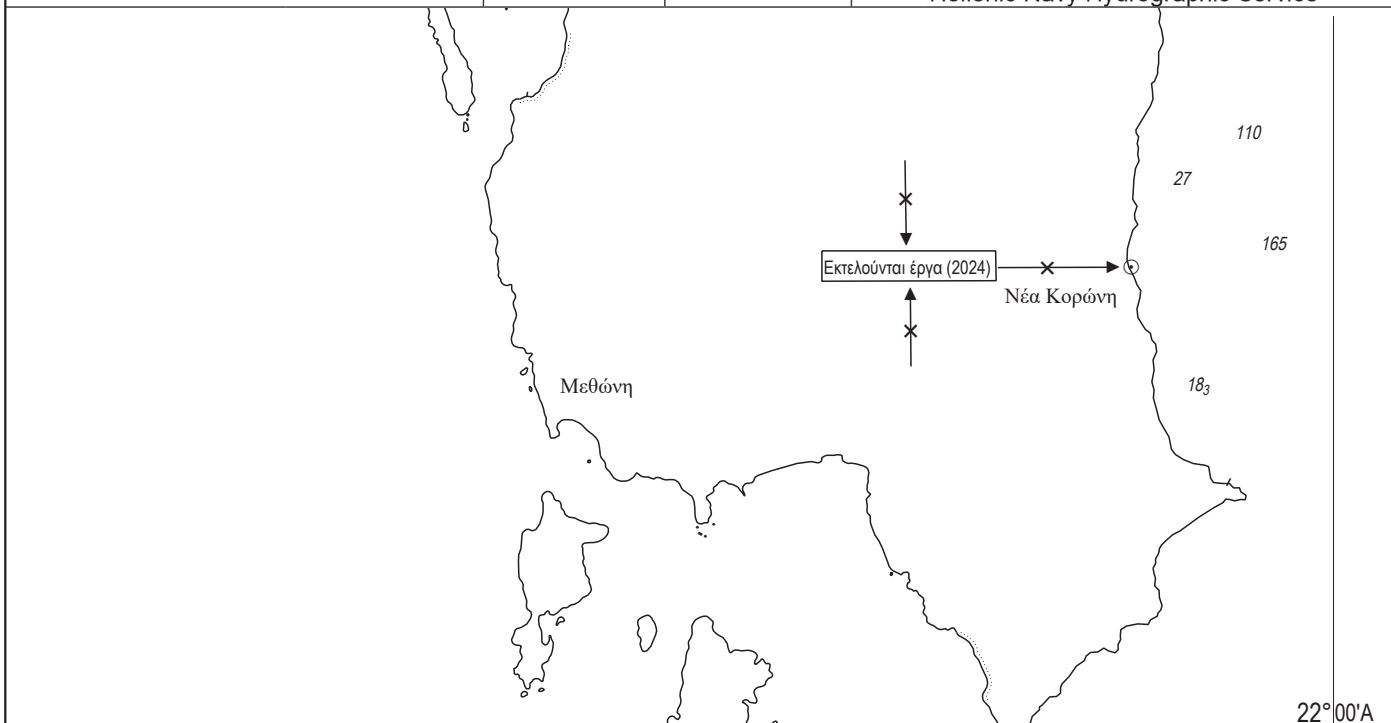 Hellenic Navy Hydrographic Service
110
27
165
Εκτελούνται έργα (2024)
Νέα Κορώνη
Μεθώνη
18₃
22°00'A